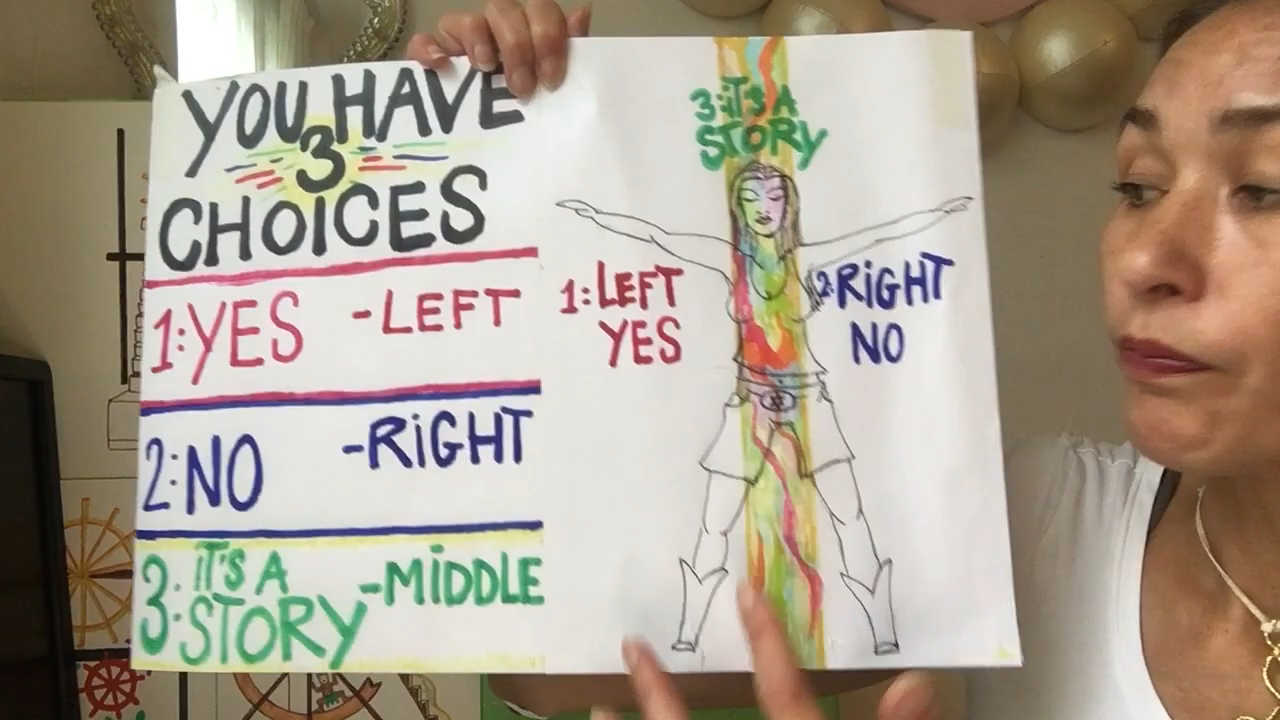 YOU HAVE
3
CHOICES
1:YES -LEFT
2:NO -RiGHT
3:iT'S A
STORY -MiDDLE
3:iT'S A
STORY
1:LEFT
YES
2:RiGHT
NO